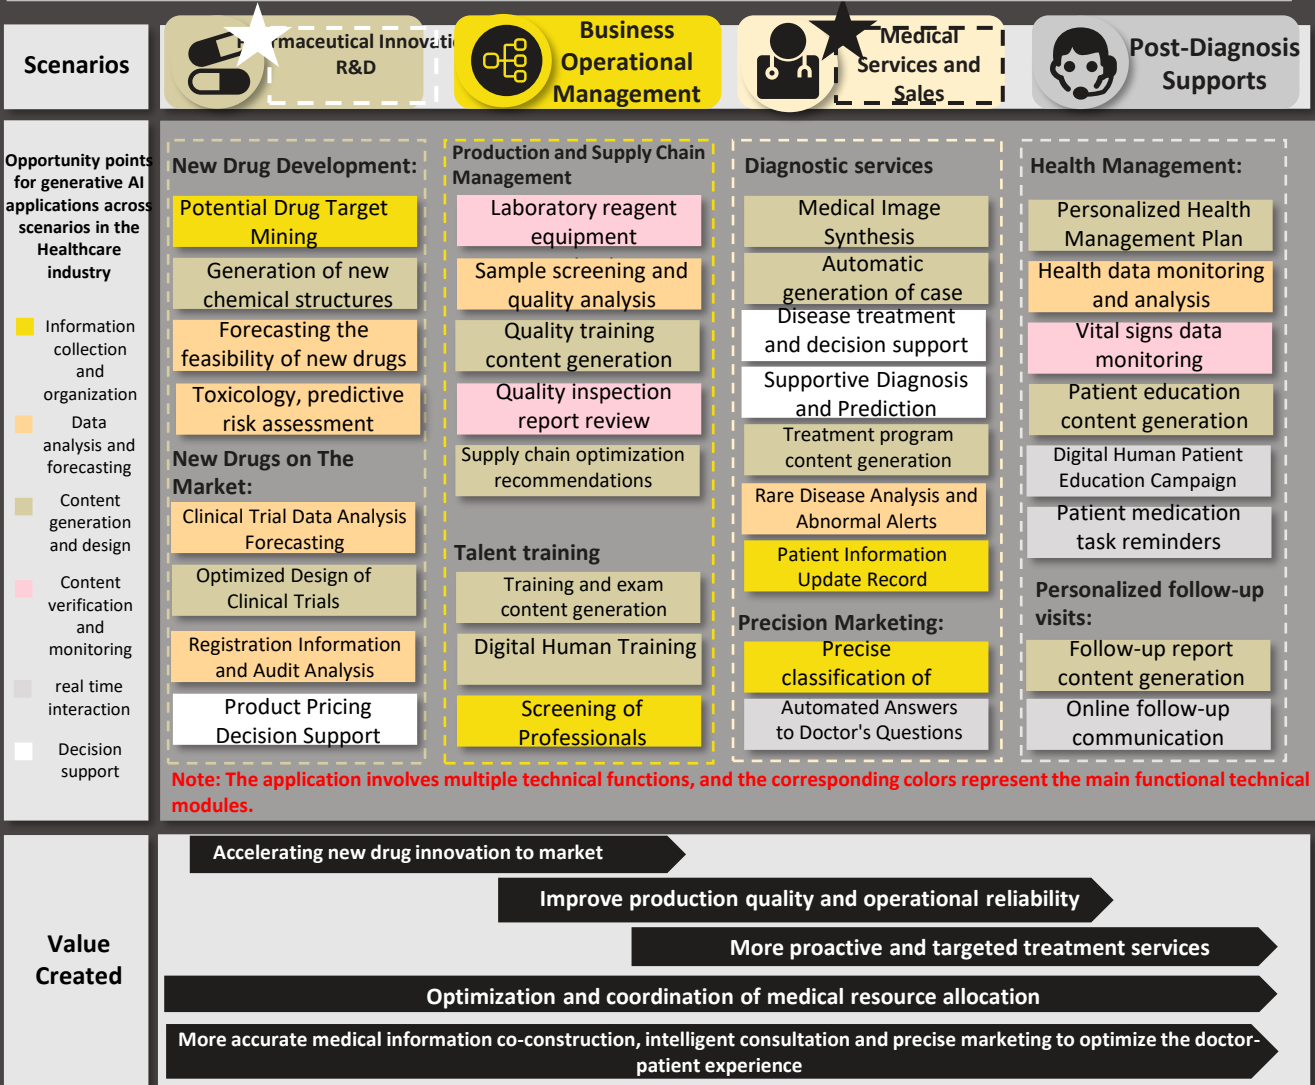 Scenarios
maceutical Innovati
R&D
Business
Operational
Management
Medical
Services and
Sales
Post-Diagnosis
Supports
Opportunity points
for generative AI
applications across
scenarios in the
Healthcare
industry
Information
collection
and
organization
Data
analysis and
forecasting
Content
generation
and design
Content
verification
and
monitoring
real time
interaction
Decision
support
New Drug Development:
Potential Drug Target
Mining
Generation of new
chemical structures
Forecasting the
feasibility of new drugs
Toxicology, predictive
risk assessment
New Drugs on The
Market:
Clinical Trial Data Analysis
Forecasting
Optimized Design of
Clinical Trials
Registration Information
and Audit Analysis
Product Pricing
Decision Support
Production and Supply Chain
Management
Laboratory reagent
equipment
Sample screening and
quality analysis
Quality training
content generation
Quality inspection
report review
Supply chain optimization
recommendations
Talent training
Training and exam
content generation
Digital Human Training
Screening of
Professionals
Diagnostic services
Medical Image
Synthesis
Automatic
generation of case
Disease treatment
and decision support
Supportive Diagnosis
and Prediction
Treatment program
content generation
Rare Disease Analysis and
Abnormal Alerts
Patient Information
Update Record
Precision Marketing:
Precise
classification of
Automated Answers
to Doctor's Questions
Health Management:
Personalized Health
Management Plan
Health data monitoring
and analysis
Vital signs data
monitoring
Patient education
content generation
Digital Human Patient
Education Campaign
Patient medication
task reminders
Personalized follow-up
visits:
Follow-up report
content generation
Online follow-up
communication
Note: The application involves multiple technical functions, and the corresponding colors represent the main functional technical
modules.
Value
Created
Accelerating new drug innovation to market
Improve production quality and operational reliability
More proactive and targeted treatment services
Optimization and coordination of medical resource allocation
More accurate medical information co-construction, intelligent consultation and precise marketing to optimize the doctor-
patient experience